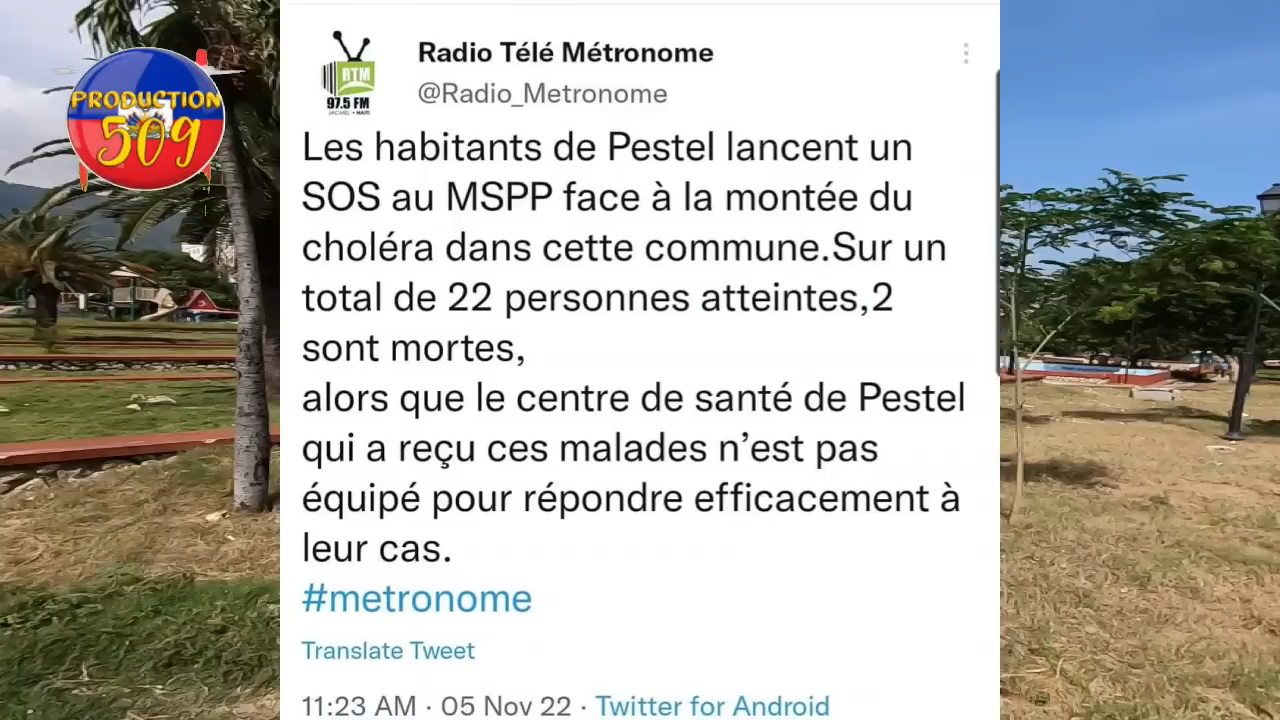 PRODUCTION
509
RTM
97.5 FM
JACMEL • HAITI
Radio Télé Métronome
@Radio_Metronome
Les habitants de Pestel lancent un
SOS au MSPP face à la montée du
choléra dans cette commune.Sur un
total de 22 personnes atteintes,2
sont mortes,
alors que le centre de santé de Pestel
qui a reçu ces malades n’est pas
équipé pour répondre efficacement à
leur cas.
#metronome
Translate Tweet
11:23 AM · 05 Nov 22 · Twitter for Android